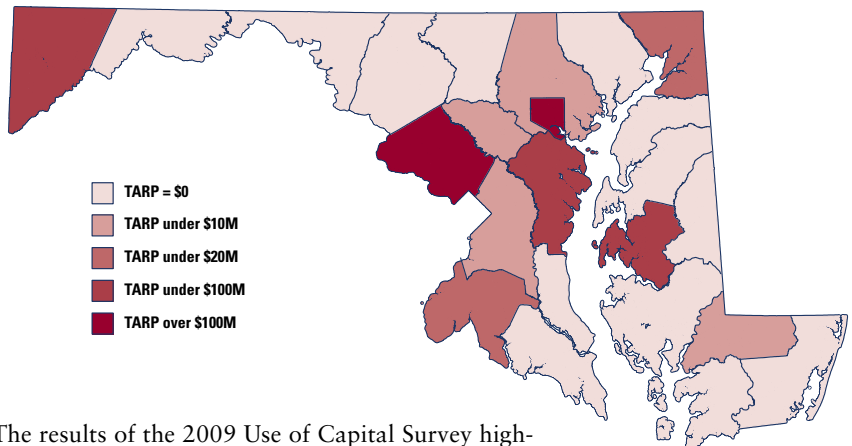 TARP = $0
TARP under $10M
TARP under $20M
TARP under $100M
TARP over $100M
The results of the 2009 Use of Capital Survey high-